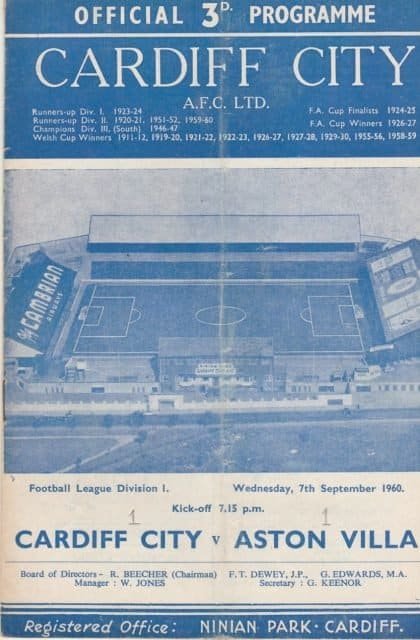 OFFICIAL 3D. PROGRAMME
CARDIFF CITY
A.F.C. LTD.
Runners-up Div. I. 1923-24
Runners-up Div. II. 1920-21, 1951-52, 1959-60
Champions Div. III. (South) 1946-47
F.A. Cup Finalists 1924-25
F.A. Cup Winners 1926-27
Welsh Cup Winners 1911-12, 1919-20, 1921-22, 1922-23, 1926-27, 1927-28, 1929-30, 1955-56, 1958-59
CAMBRIAN
AIRWAYS
CARDIFF CITY
Football League Division I.
Wednesday, 7th September 1960.
Kick-off 7.15 p.m.
1 1
CARDIFF CITY v ASTON VILLA
Board of Directors - R. BEECHER (Chairman) F. T. DEWEY, J.P., G. EDWARDS, M.A.
Manager : W. JONES Secretary : G. KEENOR
Registered Office: NINIAN PARK · CARDIFF.